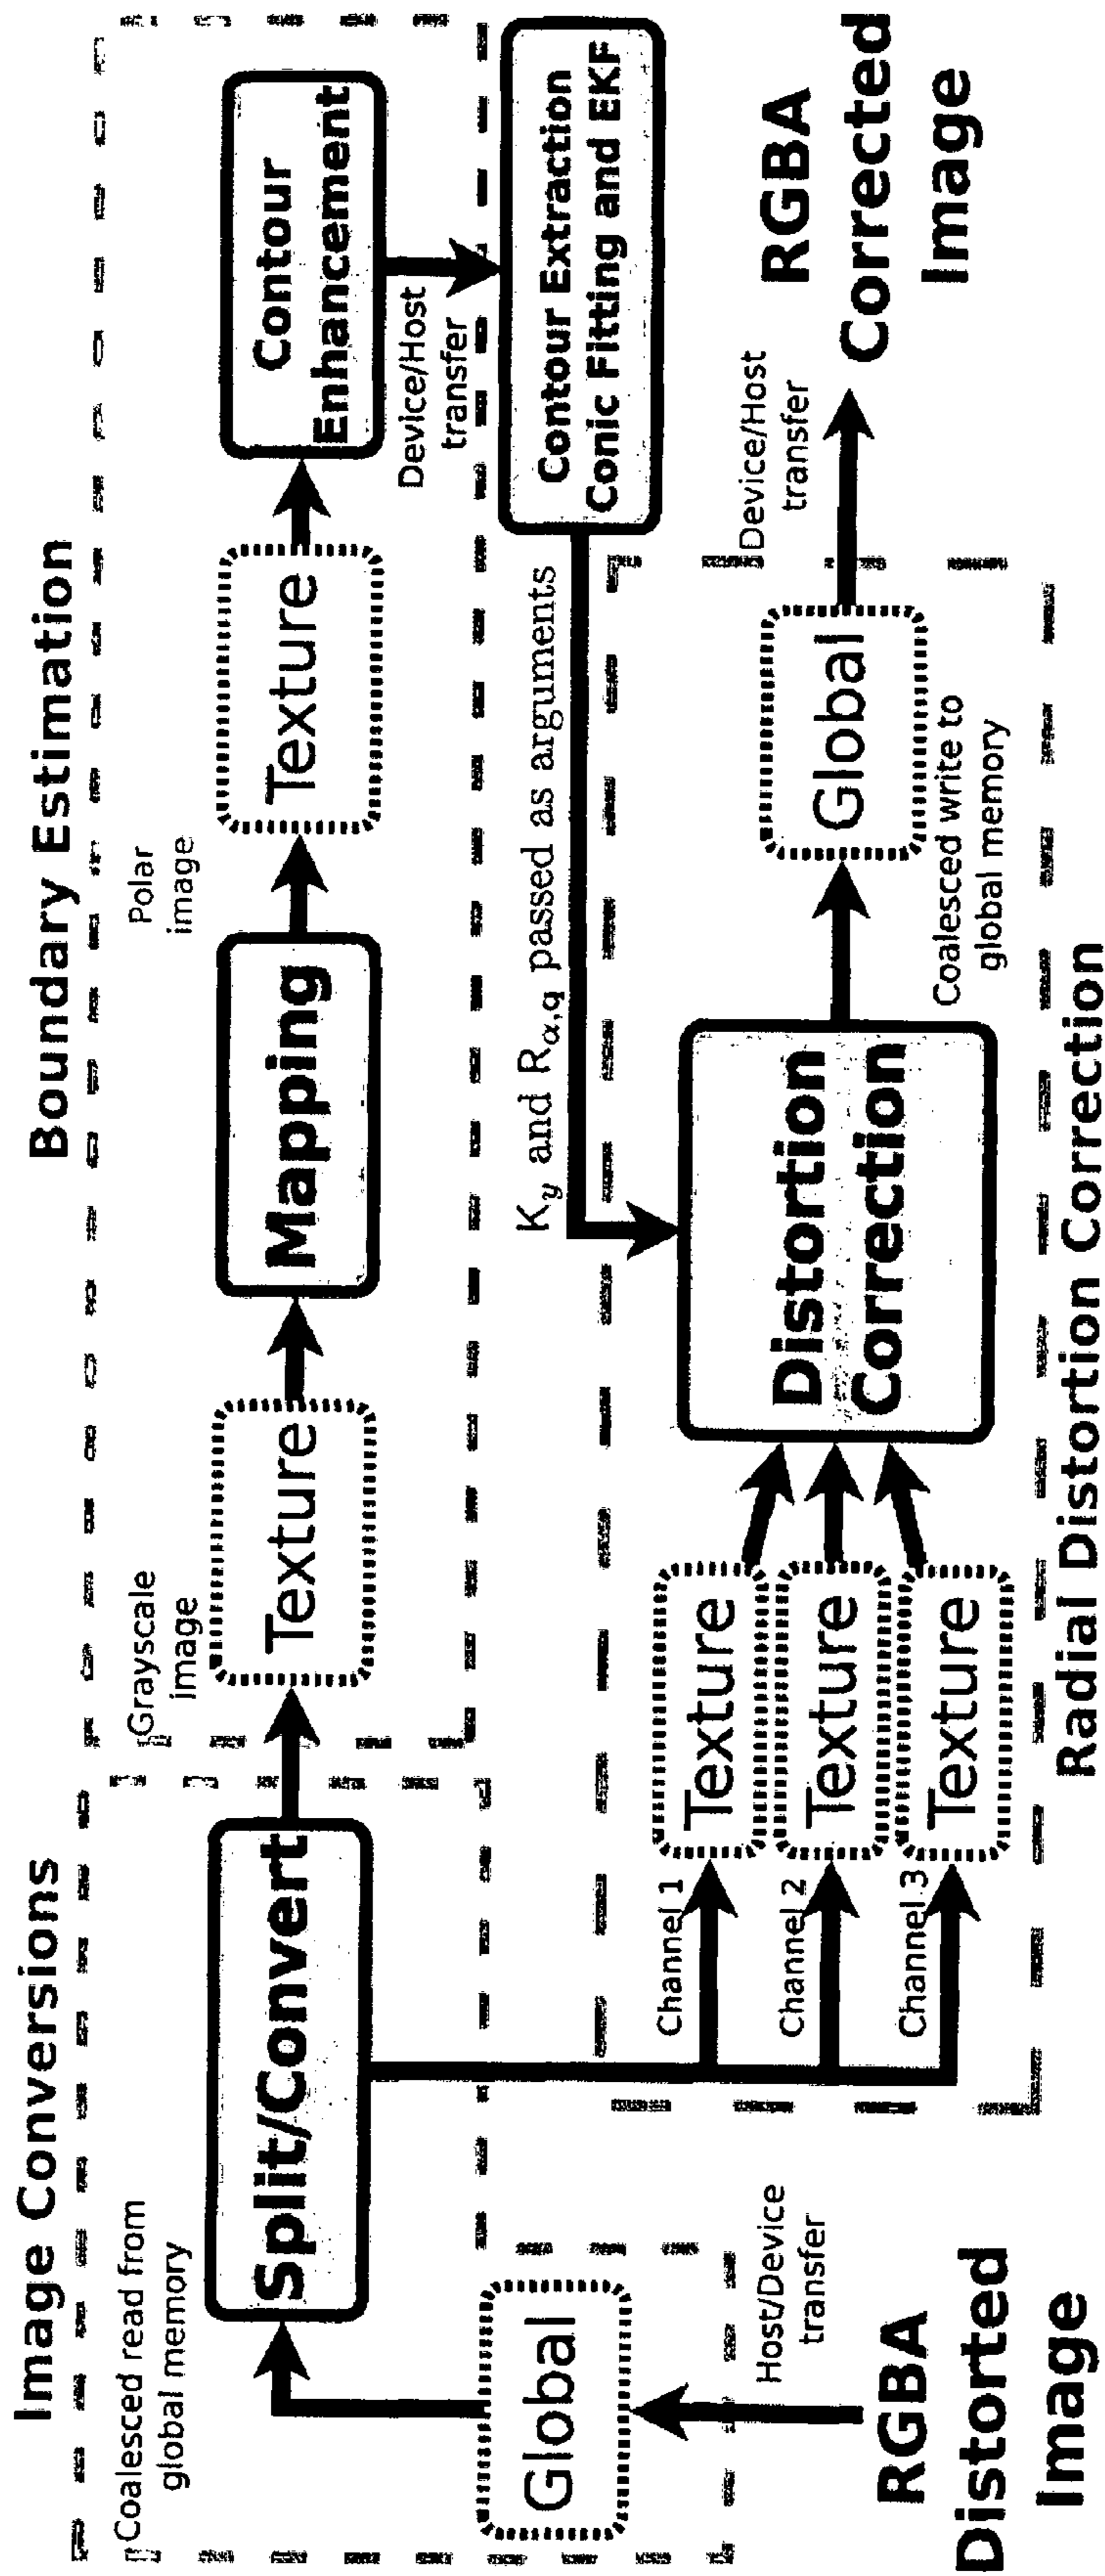 Image Conversions
Coalesced read from
global memory
Split/Convert
Global
Host/Device
transfer
RGBA
Distorted
Image
Boundary Estimation
Grayscale
image
Texture
Mapping
Polar
image
Texture
Contour
Enhancement
Device/Host
transfer
Contour Extraction
Conic Fitting and EKF
K_y and R_α,q passed as arguments
Channel 1
Texture
Channel 2
Texture
Channel 3
Texture
Distortion
Correction
Global
Coalesced write to
global memory
Device/Host
transfer
RGBA
Corrected
Image
Radial Distortion Correction